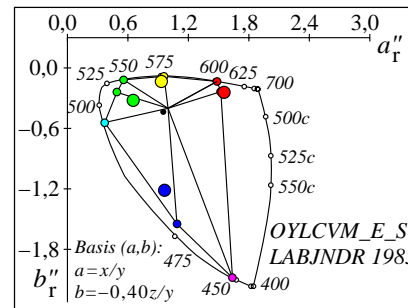 0,0 0,6 1,2 1,8 2,4 3,0
a"r
0,0
-0,6
-1,2
-1,8
b"r
525 550 575 600 625 700
500 500c
525c
550c
475 450 400
Basis (a,b):
a=x/y
b=-0,40z/y
OYLCVM_E_S
LABJNDR 198